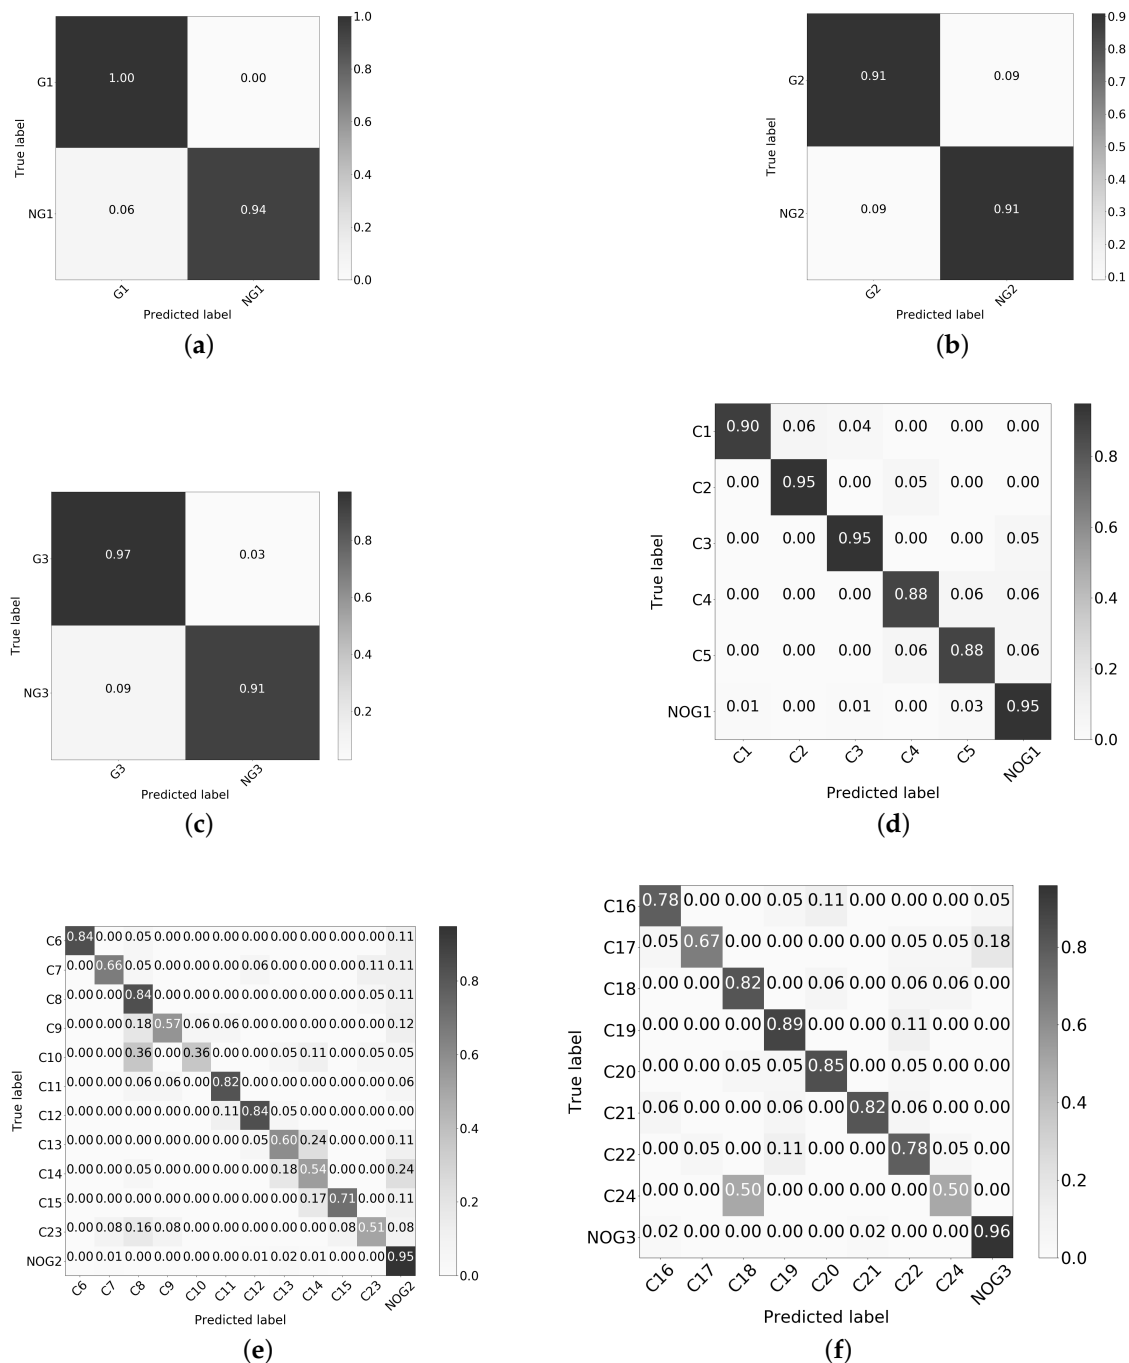 1.0
0.8
0.6
0.4
0.2
0.0
G1 1.00 0.00
NG1 0.06 0.94
True label
G1 NG1
Predicted label
(a)
0.9
0.8
0.7
0.6
0.5
0.4
0.3
0.2
0.1
G2 0.91 0.09
NG2 0.09 0.91
True label
G2 NG2
Predicted label
(b)
0.8
0.6
0.4
0.2
G3 0.97 0.03
NG3 0.09 0.91
True label
G3 NG3
Predicted label
(c)
0.8
0.6
0.4
0.2
0.0
C1 0.90 0.06 0.04 0.00 0.00 0.00
C2 0.00 0.95 0.00 0.05 0.00 0.00
C3 0.00 0.00 0.95 0.00 0.00 0.05
C4 0.00 0.00 0.00 0.88 0.06 0.06
C5 0.00 0.00 0.00 0.06 0.88 0.06
NOG1 0.01 0.00 0.01 0.00 0.03 0.95
True label
C1 C2 C3 C4 C5 NOG1
Predicted label
(d)
0.8
0.6
0.4
0.2
0.0
C6 0.84 0.00 0.05 0.00 0.00 0.00 0.00 0.00 0.00 0.00 0.00 0.11
C7 0.00 0.66 0.05 0.00 0.00 0.00 0.06 0.00 0.00 0.00 0.11 0.11
C8 0.00 0.00 0.84 0.00 0.00 0.00 0.00 0.00 0.00 0.00 0.05 0.11
C9 0.00 0.00 0.18 0.57 0.06 0.06 0.00 0.00 0.00 0.00 0.00 0.12
C10 0.00 0.00 0.36 0.00 0.36 0.00 0.00 0.05 0.11 0.00 0.05 0.05
C11 0.00 0.00 0.06 0.06 0.00 0.82 0.00 0.00 0.00 0.00 0.00 0.06
C12 0.00 0.00 0.00 0.00 0.00 0.11 0.84 0.05 0.00 0.00 0.00 0.00
C13 0.00 0.00 0.00 0.00 0.00 0.00 0.05 0.60 0.24 0.00 0.00 0.11
C14 0.00 0.00 0.05 0.00 0.00 0.00 0.00 0.18 0.54 0.00 0.00 0.24
C15 0.00 0.00 0.00 0.00 0.00 0.00 0.00 0.00 0.17 0.71 0.00 0.11
C23 0.00 0.08 0.16 0.08 0.00 0.00 0.00 0.00 0.00 0.08 0.51 0.08
NOG2 0.00 0.01 0.00 0.00 0.00 0.00 0.01 0.02 0.01 0.00 0.00 0.95
True label
C6 C7 C8 C9 C10 C11 C12 C13 C14 C15 C23 NOG2
Predicted label
(e)
0.8
0.6
0.4
0.2
0.0
C16 0.78 0.00 0.00 0.05 0.11 0.00 0.00 0.00 0.05
C17 0.05 0.67 0.00 0.00 0.00 0.00 0.05 0.05 0.18
C18 0.00 0.00 0.82 0.00 0.06 0.00 0.06 0.06 0.00
C19 0.00 0.00 0.00 0.89 0.00 0.00 0.11 0.00 0.00
C20 0.00 0.00 0.05 0.05 0.85 0.00 0.05 0.00 0.00
C21 0.06 0.00 0.00 0.06 0.00 0.82 0.06 0.00 0.00
C22 0.00 0.05 0.00 0.11 0.00 0.00 0.78 0.05 0.00
C24 0.00 0.00 0.50 0.00 0.00 0.00 0.00 0.50 0.00
NOG3 0.02 0.00 0.00 0.00 0.00 0.02 0.00 0.00 0.96
True label
C16 C17 C18 C19 C20 C21 C22 C24 NOG3
Predicted label
(f)